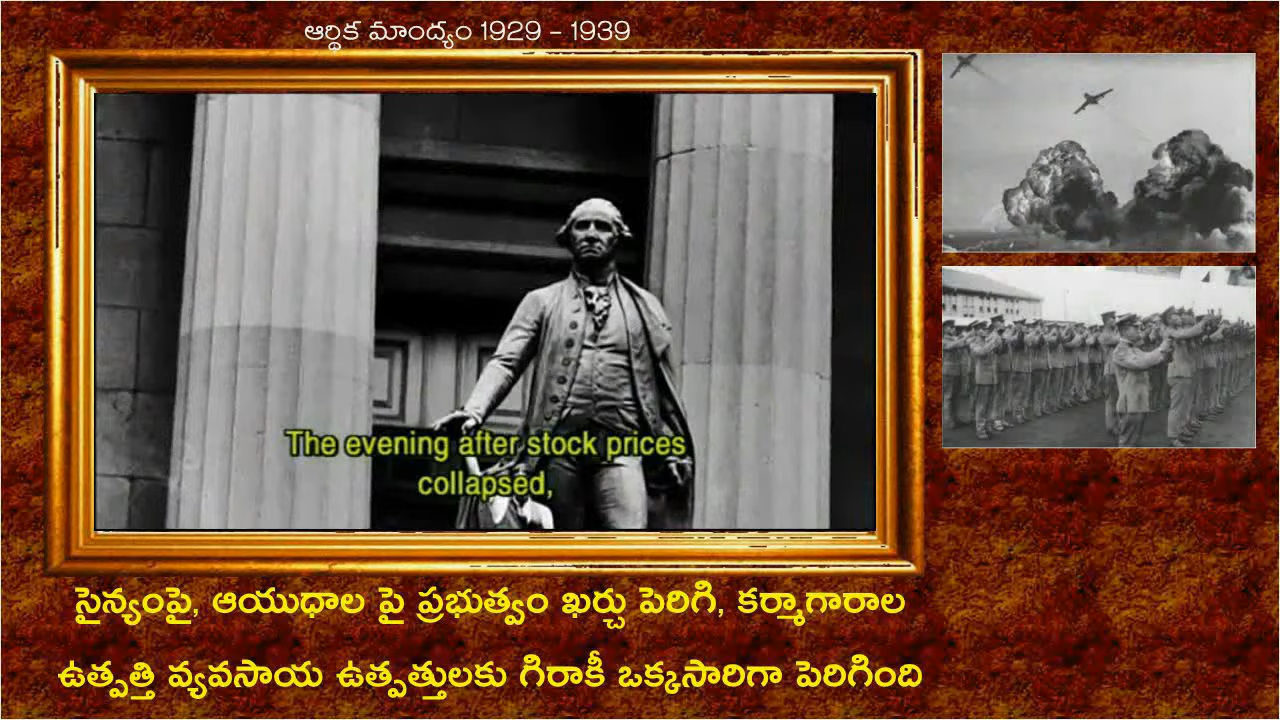 ఆర్థిక మాంద్యం 1929 - 1939
The evening after stock prices
collapsed,
సైన్యంపై, ఆయుధాల పై ప్రభుత్వం ఖర్చు పెరిగి, కర్మాగారాల
ఉత్పత్తి వ్యవసాయ ఉత్పత్తులకు గిరాకీ ఒక్కసారిగా పెరిగింది